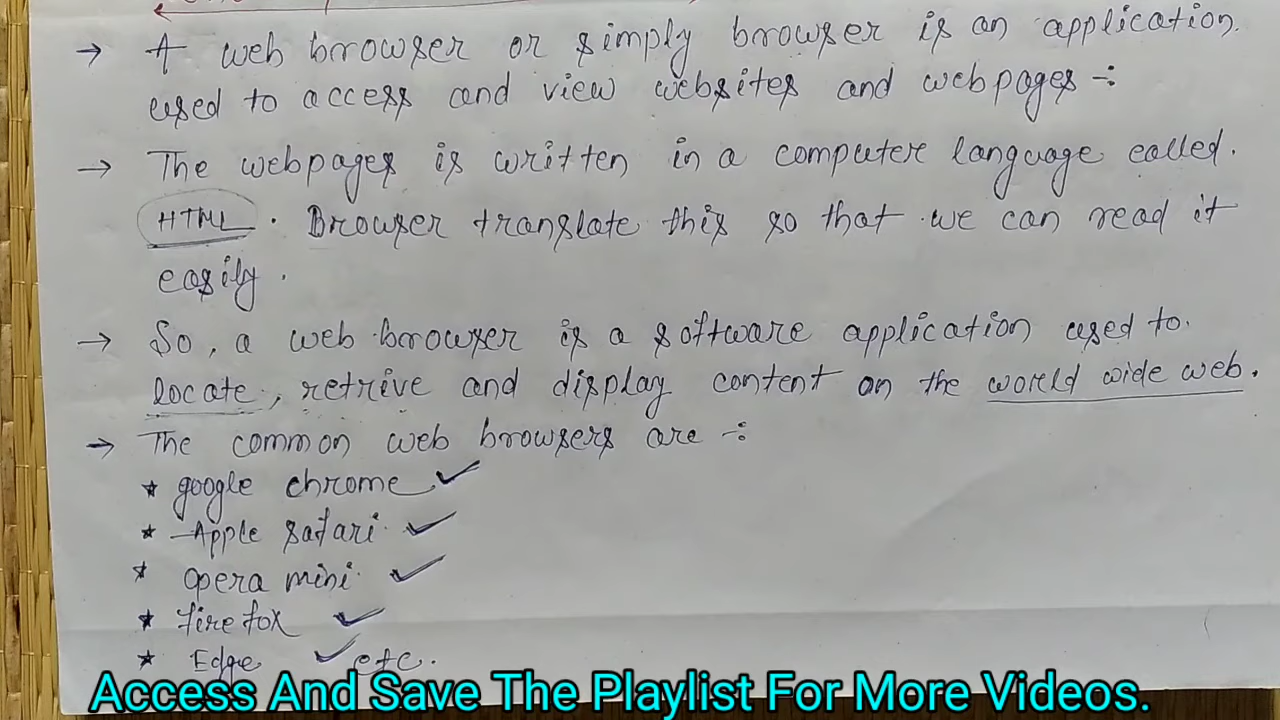 → A web browser or simply browser is an application.
used to access and view websites and webpages -:
→ The webpages is written in a computer language called.
HTML. Browser translate this so that we can read it
easily.
→ So, a web browser is a software application used to.
locate, retrive and display content on the world wide web.
→ The common web browsers are -:
* google chrome ✓
* Apple safari ✓
* Opera mini ✓
* firefox ✓
* Edge ✓ etc.
Access And Save The Playlist For More Videos.